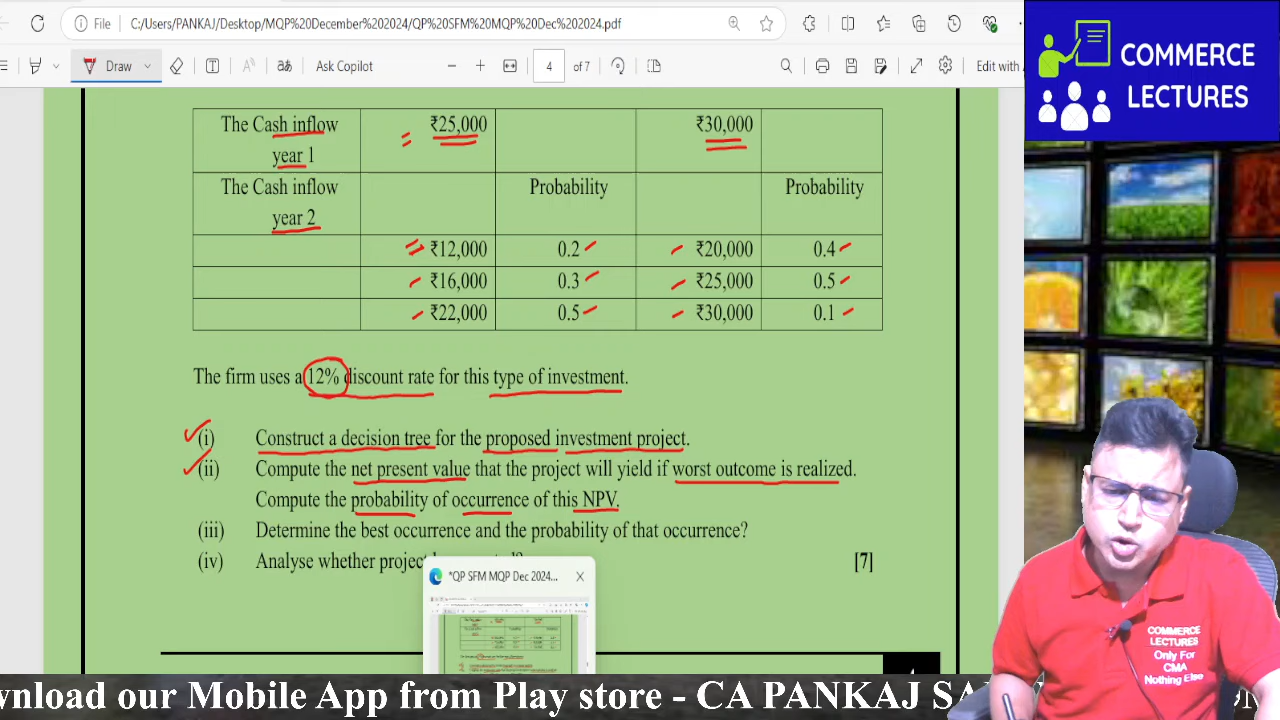 File C:/Users/PANKAJ/Desktop/MQP%20December%202024/QP%20SFM%20MQP%20Dec%202024.pdf
Draw
Ask Copilot
4 of 7
Edit with
COMMERCE
LECTURES
The Cash inflow ₹25,000 ₹30,000
year 1
The Cash inflow Probability Probability
year 2
₹12,000 0.2 ₹20,000 0.4
₹16,000 0.3 ₹25,000 0.5
₹22,000 0.5 ₹30,000 0.1
The firm uses a 12% discount rate for this type of investment.
(i) Construct a decision tree for the proposed investment project.
(ii) Compute the net present value that the project will yield if worst outcome is realized.
Compute the probability of occurrence of this NPV.
(iii) Determine the best occurrence and the probability of that occurrence?
(iv) Analyse whether project [7]
*QP SFM MQP Dec 2024...
COMMERCE
LECTURES
Only For
CMA
Nothing Else
wnload our Mobile App from Play store - CA PANKAJ SA